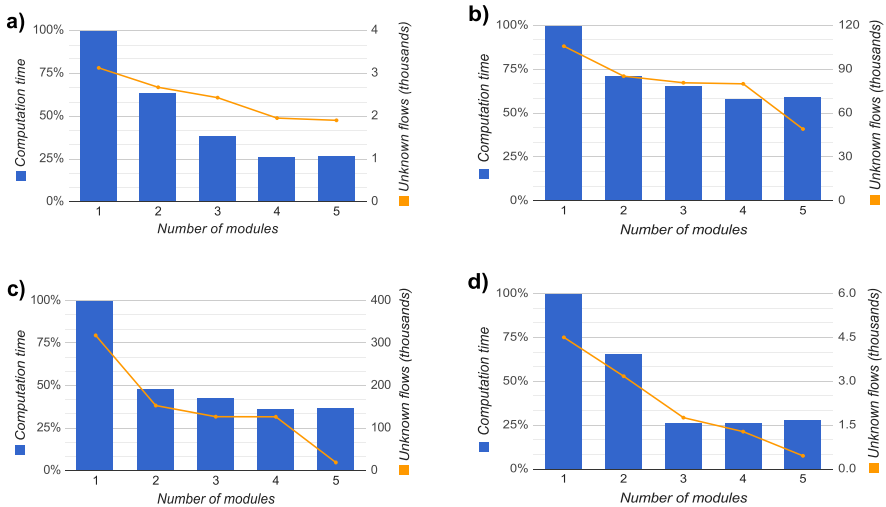 a)
100%
75%
50%
25%
0%
4
3
2
1
0
1 2 3 4 5
Number of modules
Computation time
Unknown flows (thousands)
b)
100%
75%
50%
25%
0%
120
90
60
30
0
1 2 3 4 5
Number of modules
Computation time
Unknown flows (thousands)
c)
100%
75%
50%
25%
0%
400
300
200
100
0
1 2 3 4 5
Number of modules
Computation time
Unknown flows (thousands)
d)
100%
75%
50%
25%
0%
6.0
4.5
3.0
1.5
0.0
1 2 3 4 5
Number of modules
Computation time
Unknown flows (thousands)